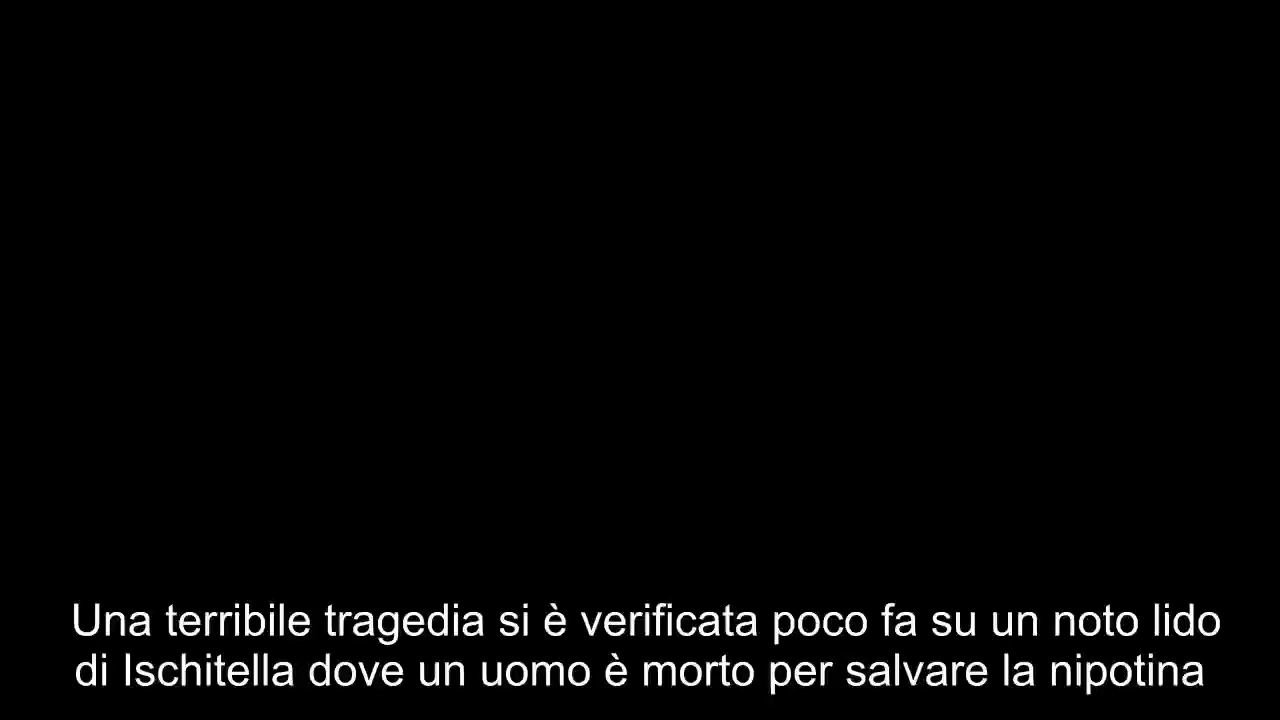 Una terribile tragedia si è verificata poco fa su un noto lido
di Ischitella dove un uomo è morto per salvare la nipotina